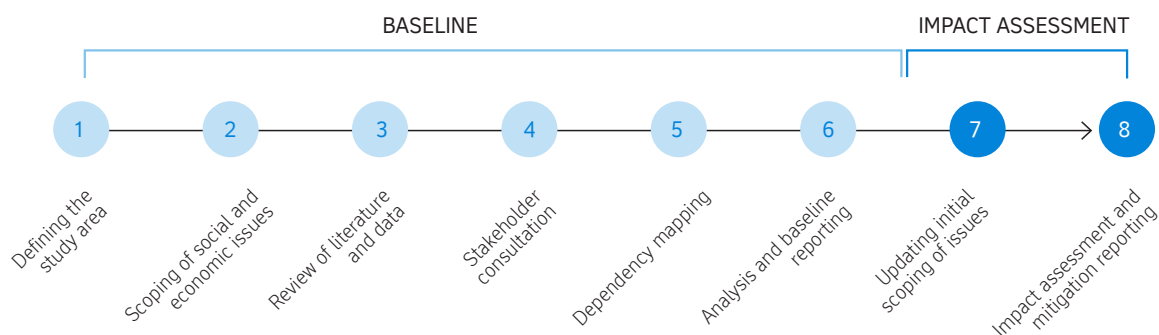 BASELINE
IMPACT ASSESSMENT
1
2
3
4
5
6
7
8
Defining the
study area
Scoping of social and
economic issues
Review of literature
and data
Stakeholder
consultation
Dependency mapping
Analysis and baseline
reporting
Updating initial
scoping of issues
Impact assessment and
mitigation reporting